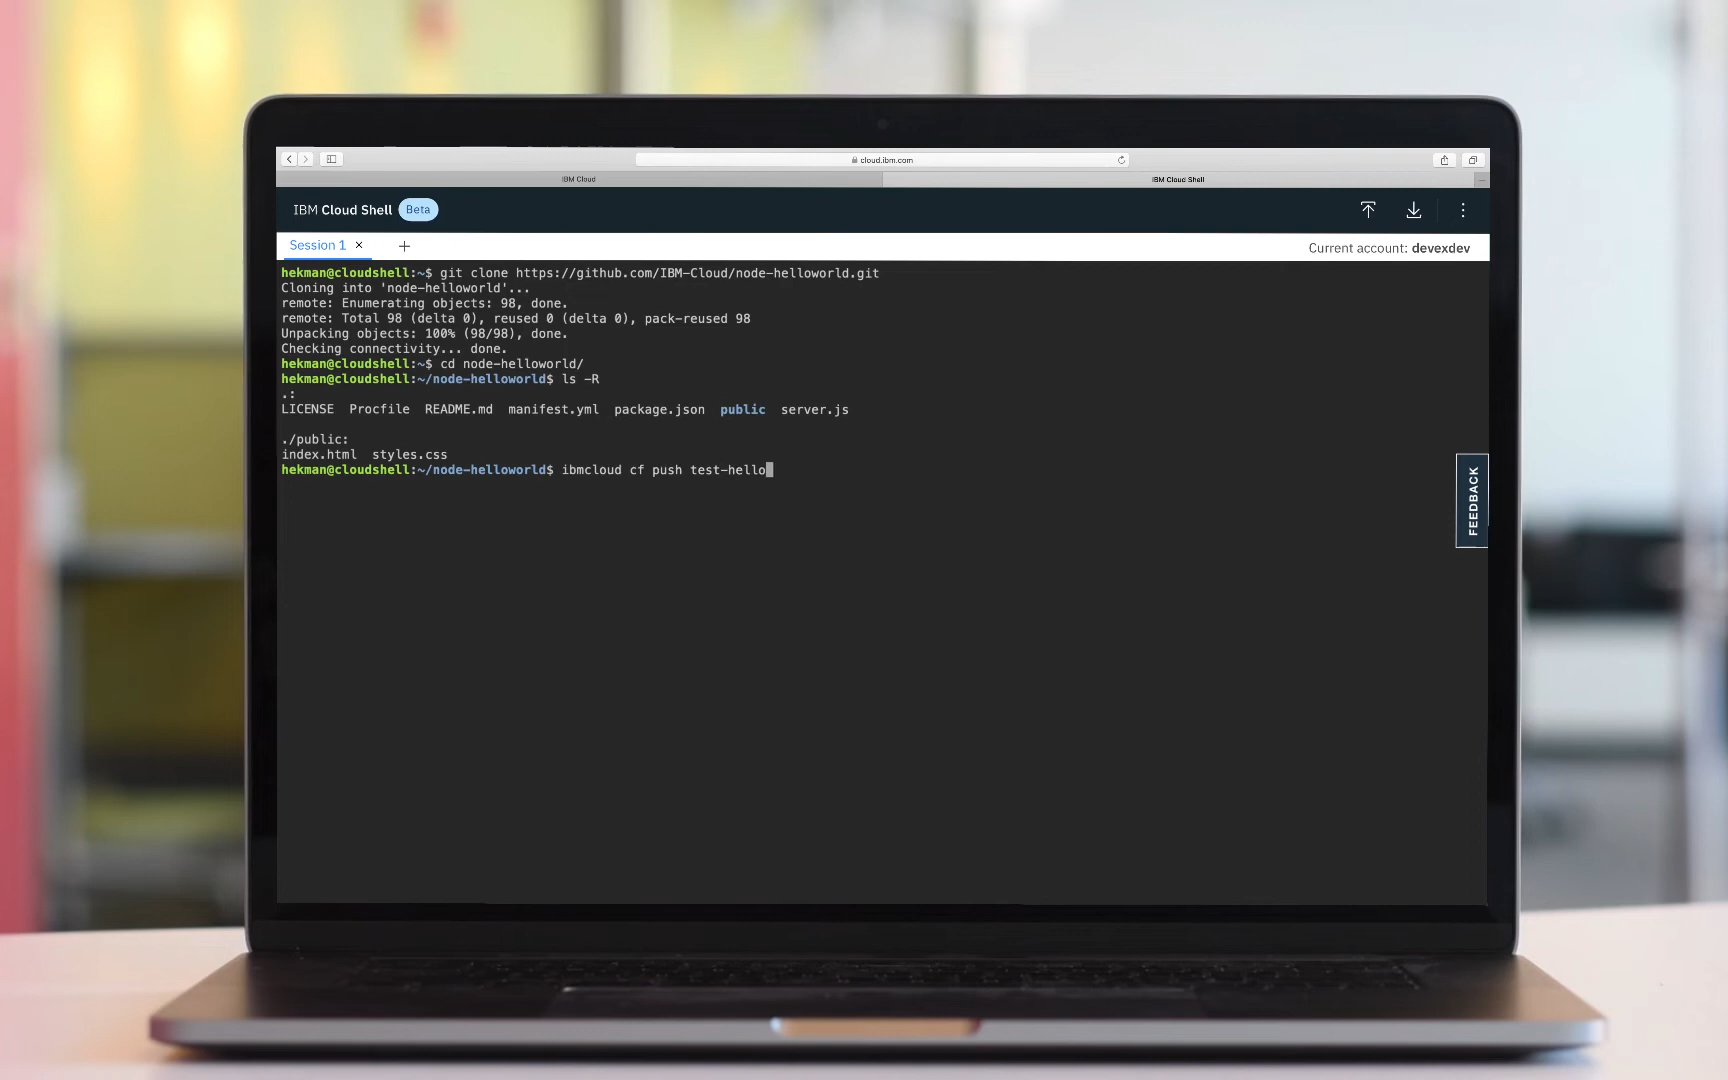 cloud.ibm.com
IBM Cloud
IBM Cloud Shell
IBM Cloud Shell Beta
Session 1
Current account: devexdev
hekman@cloudshell:~$ git clone https://github.com/IBM-Cloud/node-helloworld.git
Cloning into 'node-helloworld'...
remote: Enumerating objects: 98, done.
remote: Total 98 (delta 0), reused 0 (delta 0), pack-reused 98
Unpacking objects: 100% (98/98), done.
Checking connectivity... done.
hekman@cloudshell:~$ cd node-helloworld/
hekman@cloudshell:~/node-helloworld$ ls -R
.:
LICENSE Procfile README.md manifest.yml package.json public server.js
./public:
index.html styles.css
hekman@cloudshell:~/node-helloworld$ ibmcloud cf push test-hello
FEEDBACK